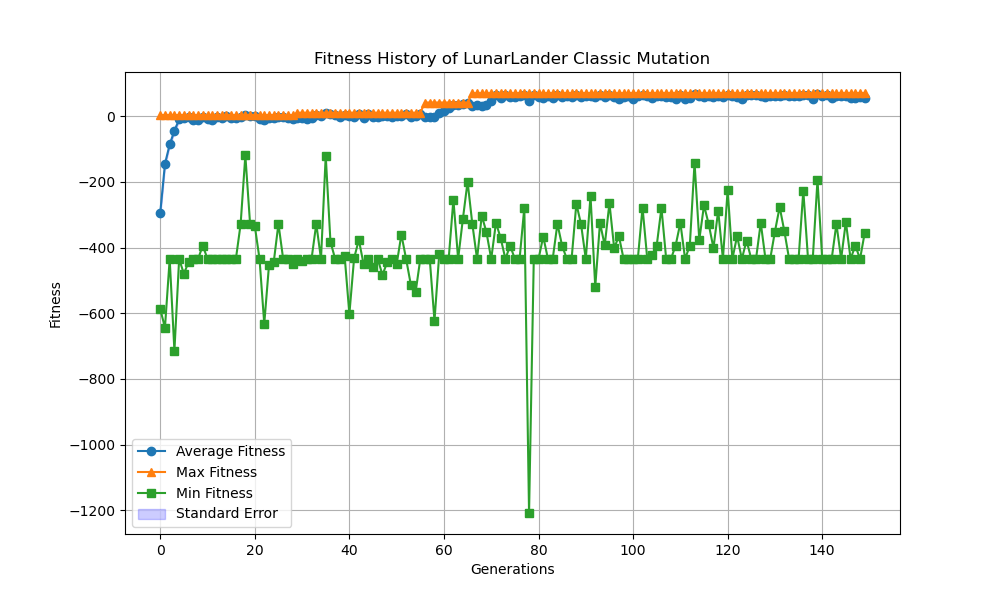 Fitness History of LunarLander Classic Mutation
Fitness
0
−200
−400
−600
−800
−1000
−1200
Average Fitness
Max Fitness
Min Fitness
Standard Error
0 20 40 60 80 100 120 140
Generations